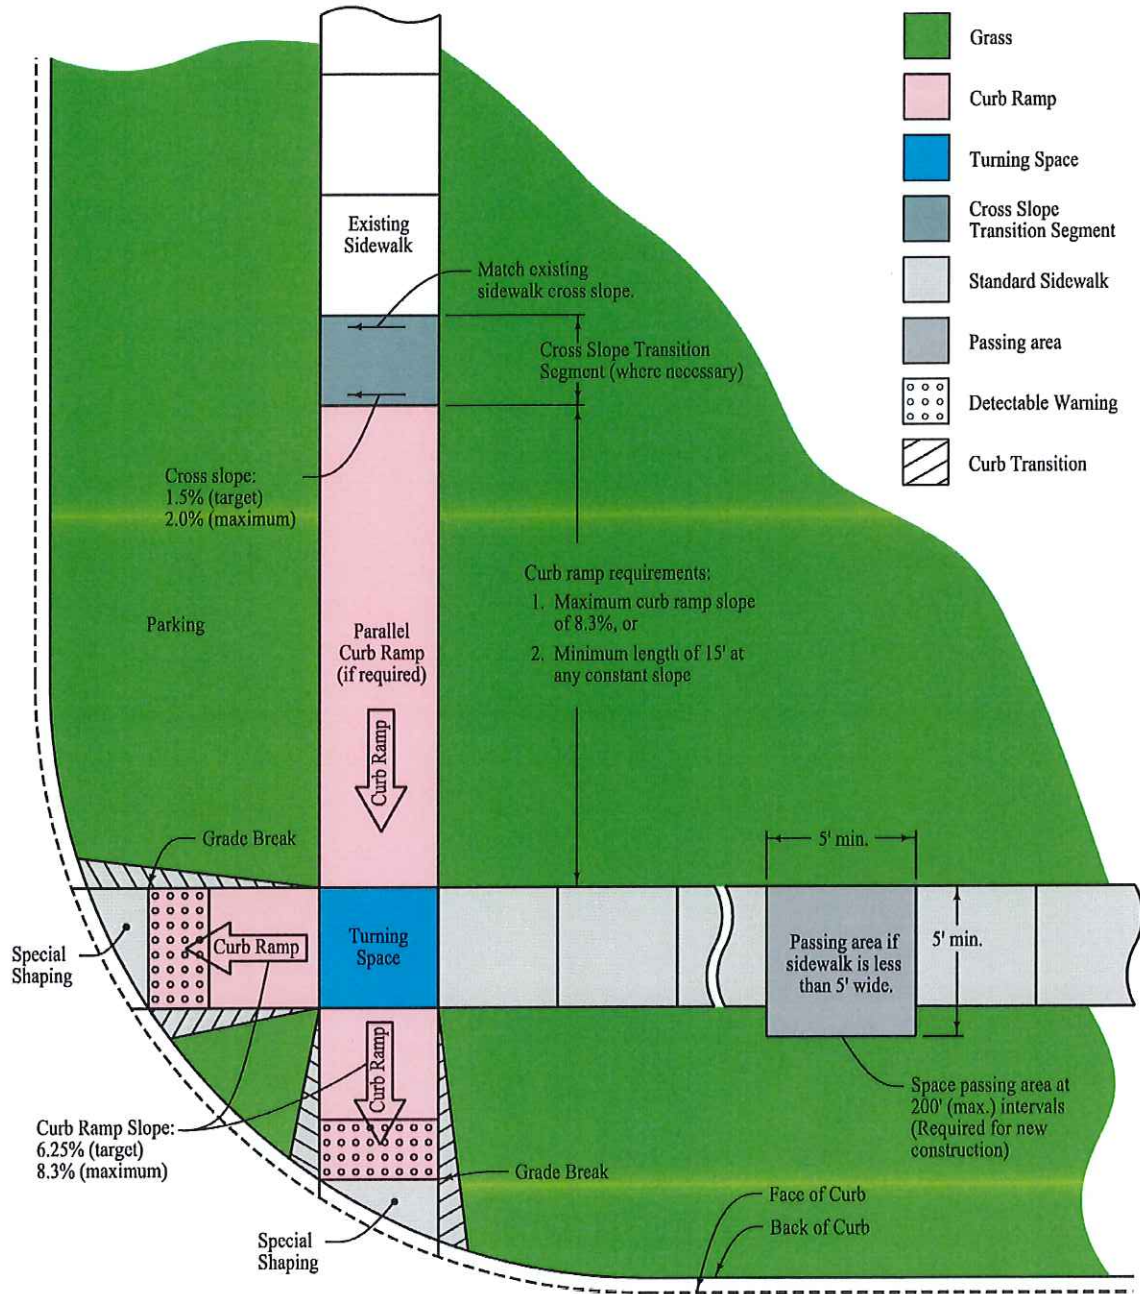 Grass
Curb Ramp
Turning Space
Cross Slope
Transition Segment
Standard Sidewalk
Passing area
Detectable Warning
Curb Transition
Existing
Sidewalk
Match existing
sidewalk cross slope.
Cross Slope Transition
Segment (where necessary)
Cross slope:
1.5% (target)
2.0% (maximum)
Curb ramp requirements:
1. Maximum curb ramp slope
of 8.3%, or
2. Minimum length of 15' at
any constant slope
Parking
Parallel
Curb Ramp
(if required)
Curb Ramp
Grade Break
5' min.
Special
Shaping
Curb Ramp
Turning
Space
Passing area if
sidewalk is less
than 5' wide.
5' min.
Curb Ramp
Curb Ramp Slope:
6.25% (target)
8.3% (maximum)
Space passing area at
200' (max.) intervals
(Required for new
construction)
Grade Break
Face of Curb
Back of Curb
Special
Shaping